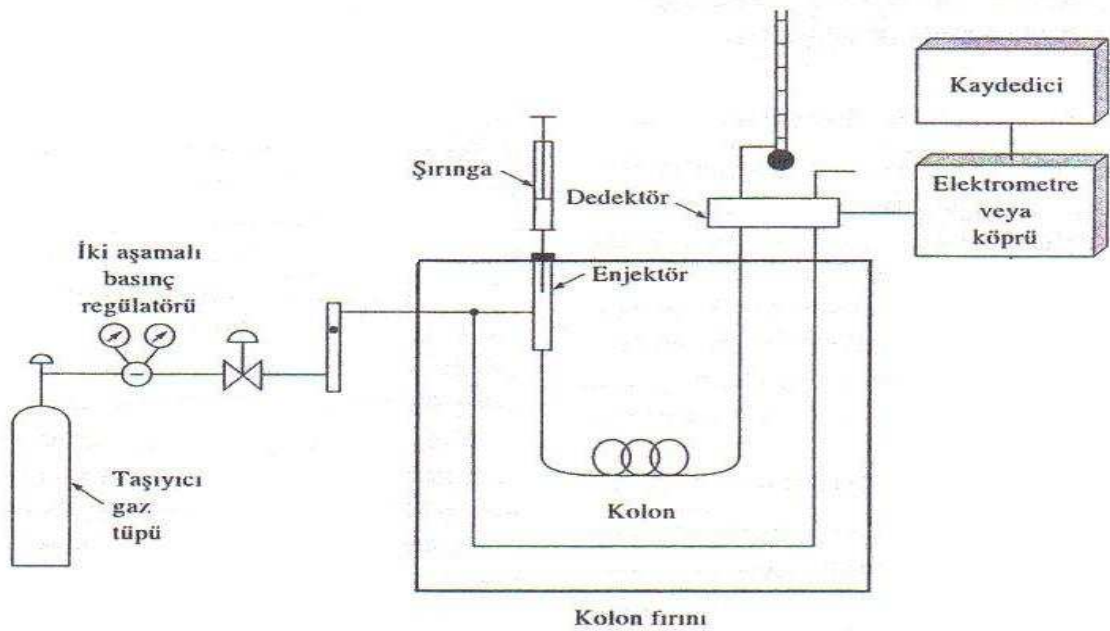 Kaydedici
Şırınga
Dedektör
Elektrometre
veya
köprü
İki aşamalı
basınç
regülatörü
Enjektör
Taşıyıcı
gaz
tüpü
Kolon
Kolon fırını